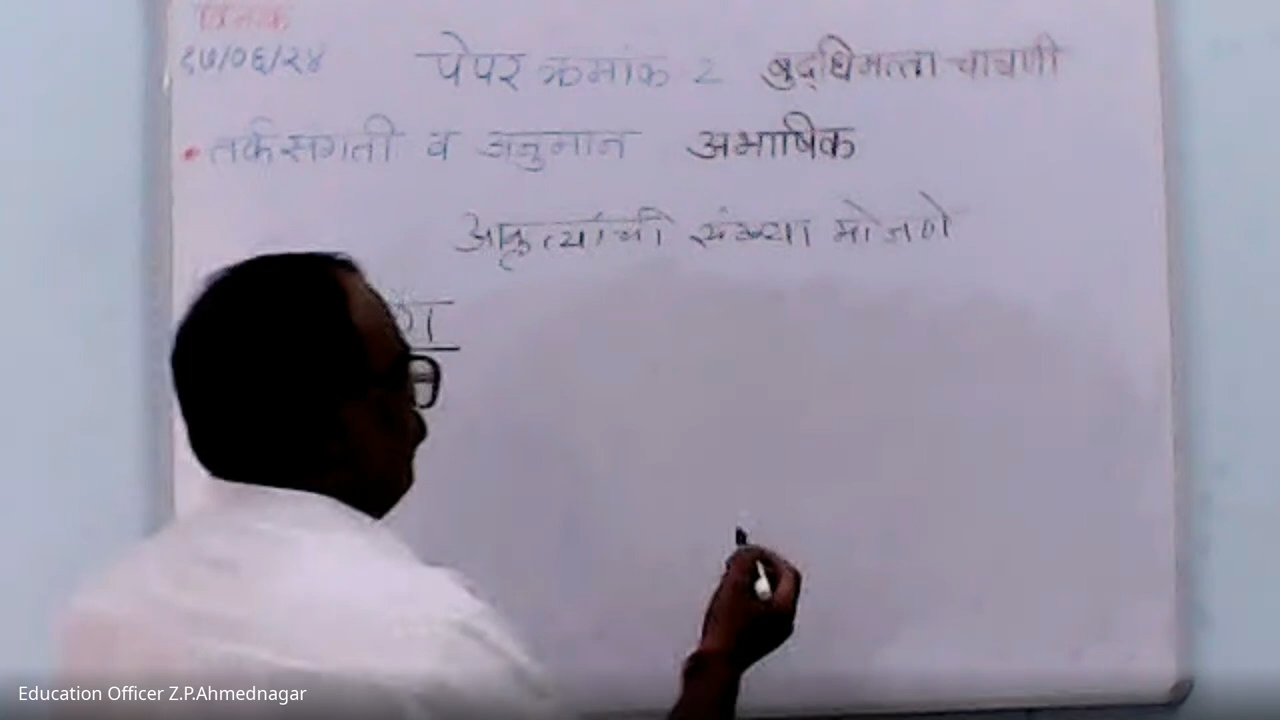 दिनांक
१७/०६/२४ पेपर क्रमांक 2 बुद्धिमत्ता चाचणी
• तर्कसंगती व अनुमान अभाषिक
आकृत्यांची संख्या मोजणे
Education Officer Z.P.Ahmednagar